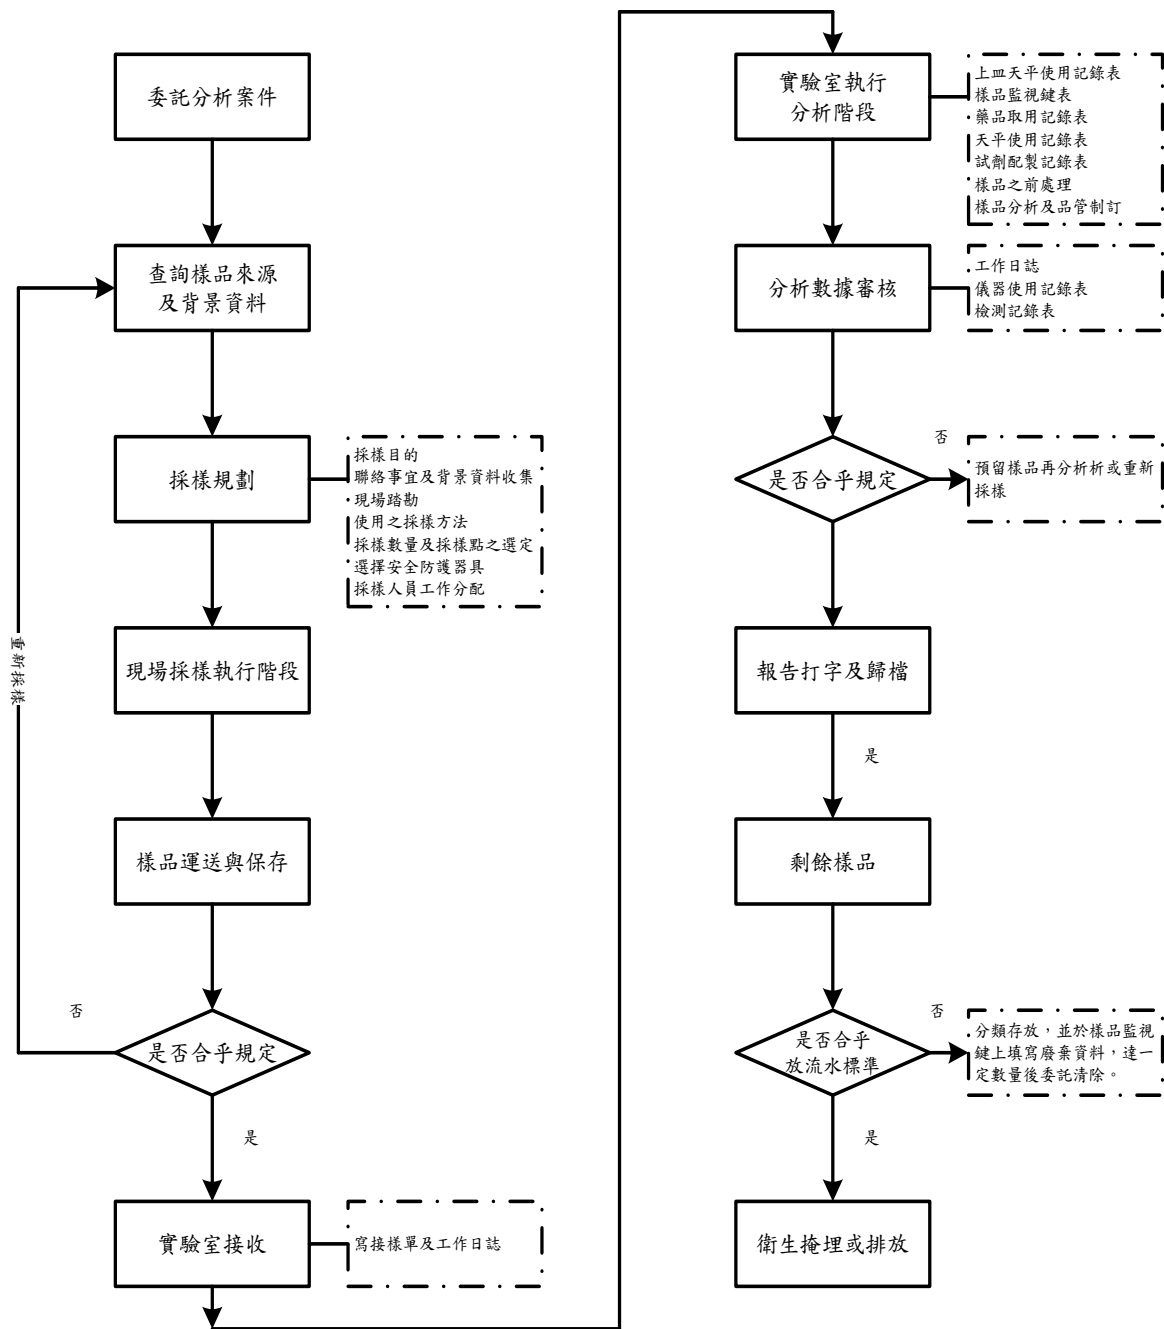 委託分析案件
查詢樣品來源
及背景資料
採樣規劃
採樣目的
聯絡事宜及背景資料收集
現場踏勘
使用之採樣方法
採樣數量及採樣點之選定
選擇安全防護器具
採樣人員工作分配
現場採樣執行階段
重新採樣
樣品運送與保存
否
是否合乎規定
是
實驗室接收
寫接樣單及工作日誌
實驗室執行
分析階段
上皿天平使用記錄表
樣品監視鍵表
藥品取用記錄表
天平使用記錄表
試劑配製記錄表
樣品之前處理
樣品分析及品管制訂
分析數據審核
工作日誌
儀器使用記錄表
檢測記錄表
是否合乎規定
否
預留樣品再分析析或重新
採樣
報告打字及歸檔
是
剩餘樣品
是否合乎
放流水標準
否
分類存放，並於樣品監視
鍵上填寫廢棄資料，達一
定數量後委託清除。
是
衛生掩埋或排放